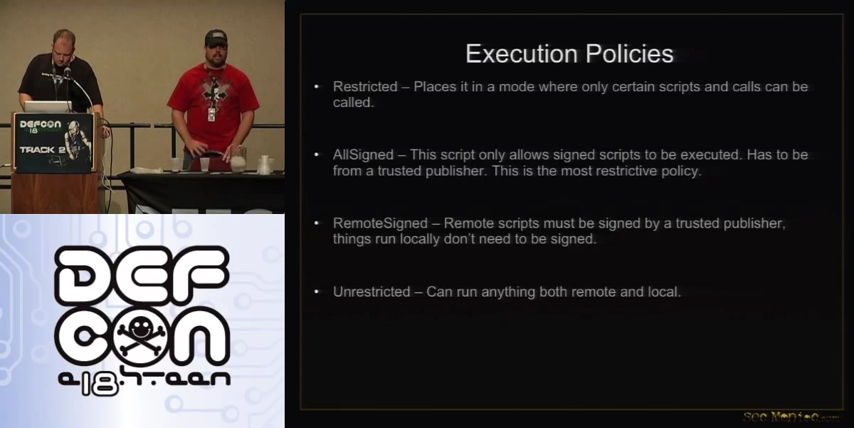 DEFCON
18
TRACK 2
DEF
CON
Execution Policies
• Restricted – Places it in a mode where only certain scripts and calls can be
called.
• AllSigned – This script only allows signed scripts to be executed. Has to be
from a trusted publisher. This is the most restrictive policy.
• RemoteSigned – Remote scripts must be signed by a trusted publisher,
things run locally don't need to be signed.
• Unrestricted – Can run anything both remote and local.